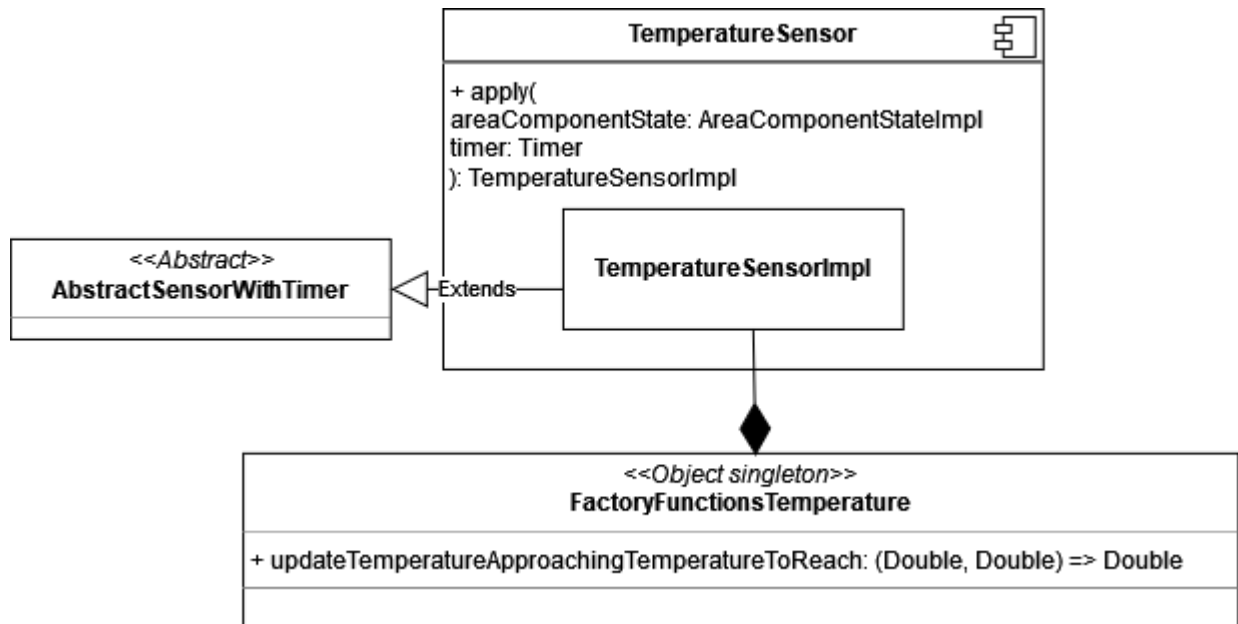 TemperatureSensor
+ apply(
areaComponentState: AreaComponentStateImpl
timer: Timer
): TemperatureSensorImpl
TemperatureSensorImpl
<<Abstract>>
AbstractSensorWithTimer
Extends
<<Object singleton>>
FactoryFunctionsTemperature
+ updateTemperatureApproachingTemperatureToReach: (Double, Double) => Double